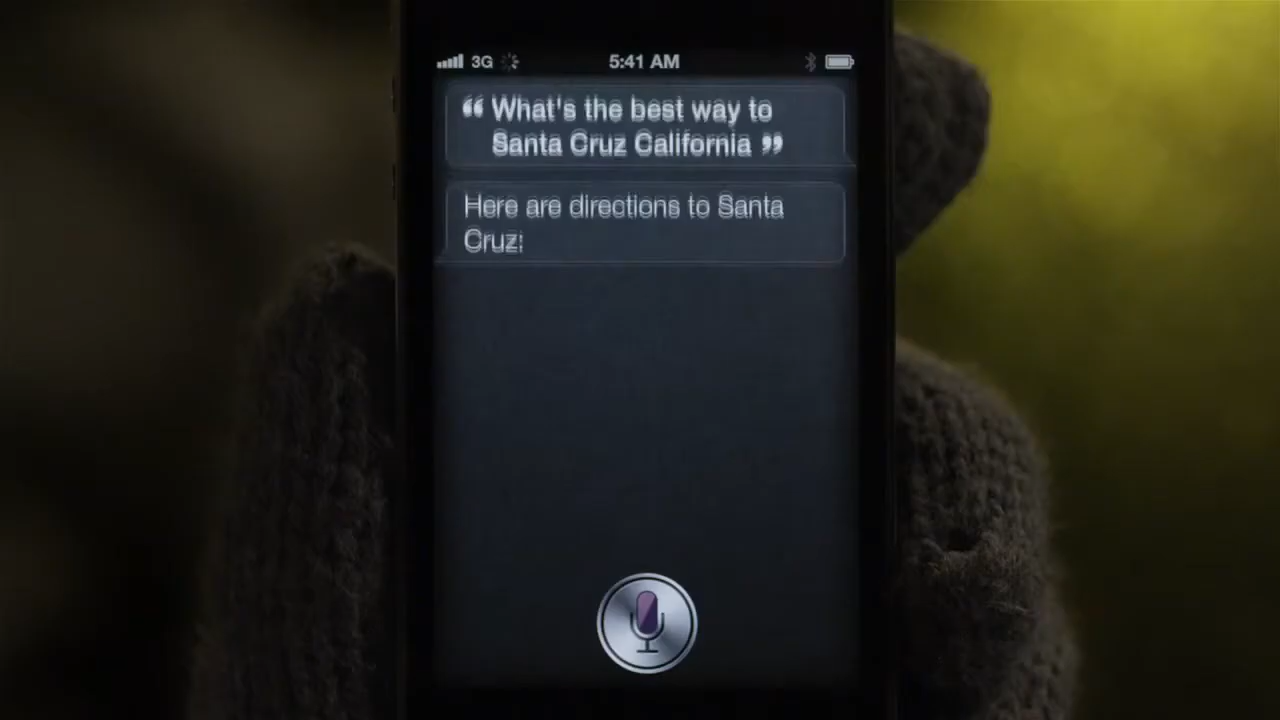 3G 5:41 AM
“ What's the best way to
Santa Cruz California ”
Here are directions to Santa
Cruz: